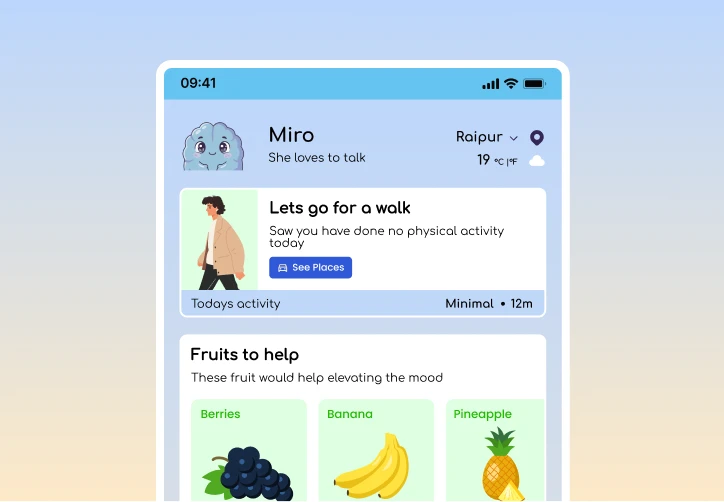 09:41
Miro
She loves to talk
Raipur
19 °C |°F
Lets go for a walk
Saw you have done no physical activity
today
See Places
Todays activity
Minimal • 12m
Fruits to help
These fruit would help elevating the mood
Berries
Banana
Pineapple